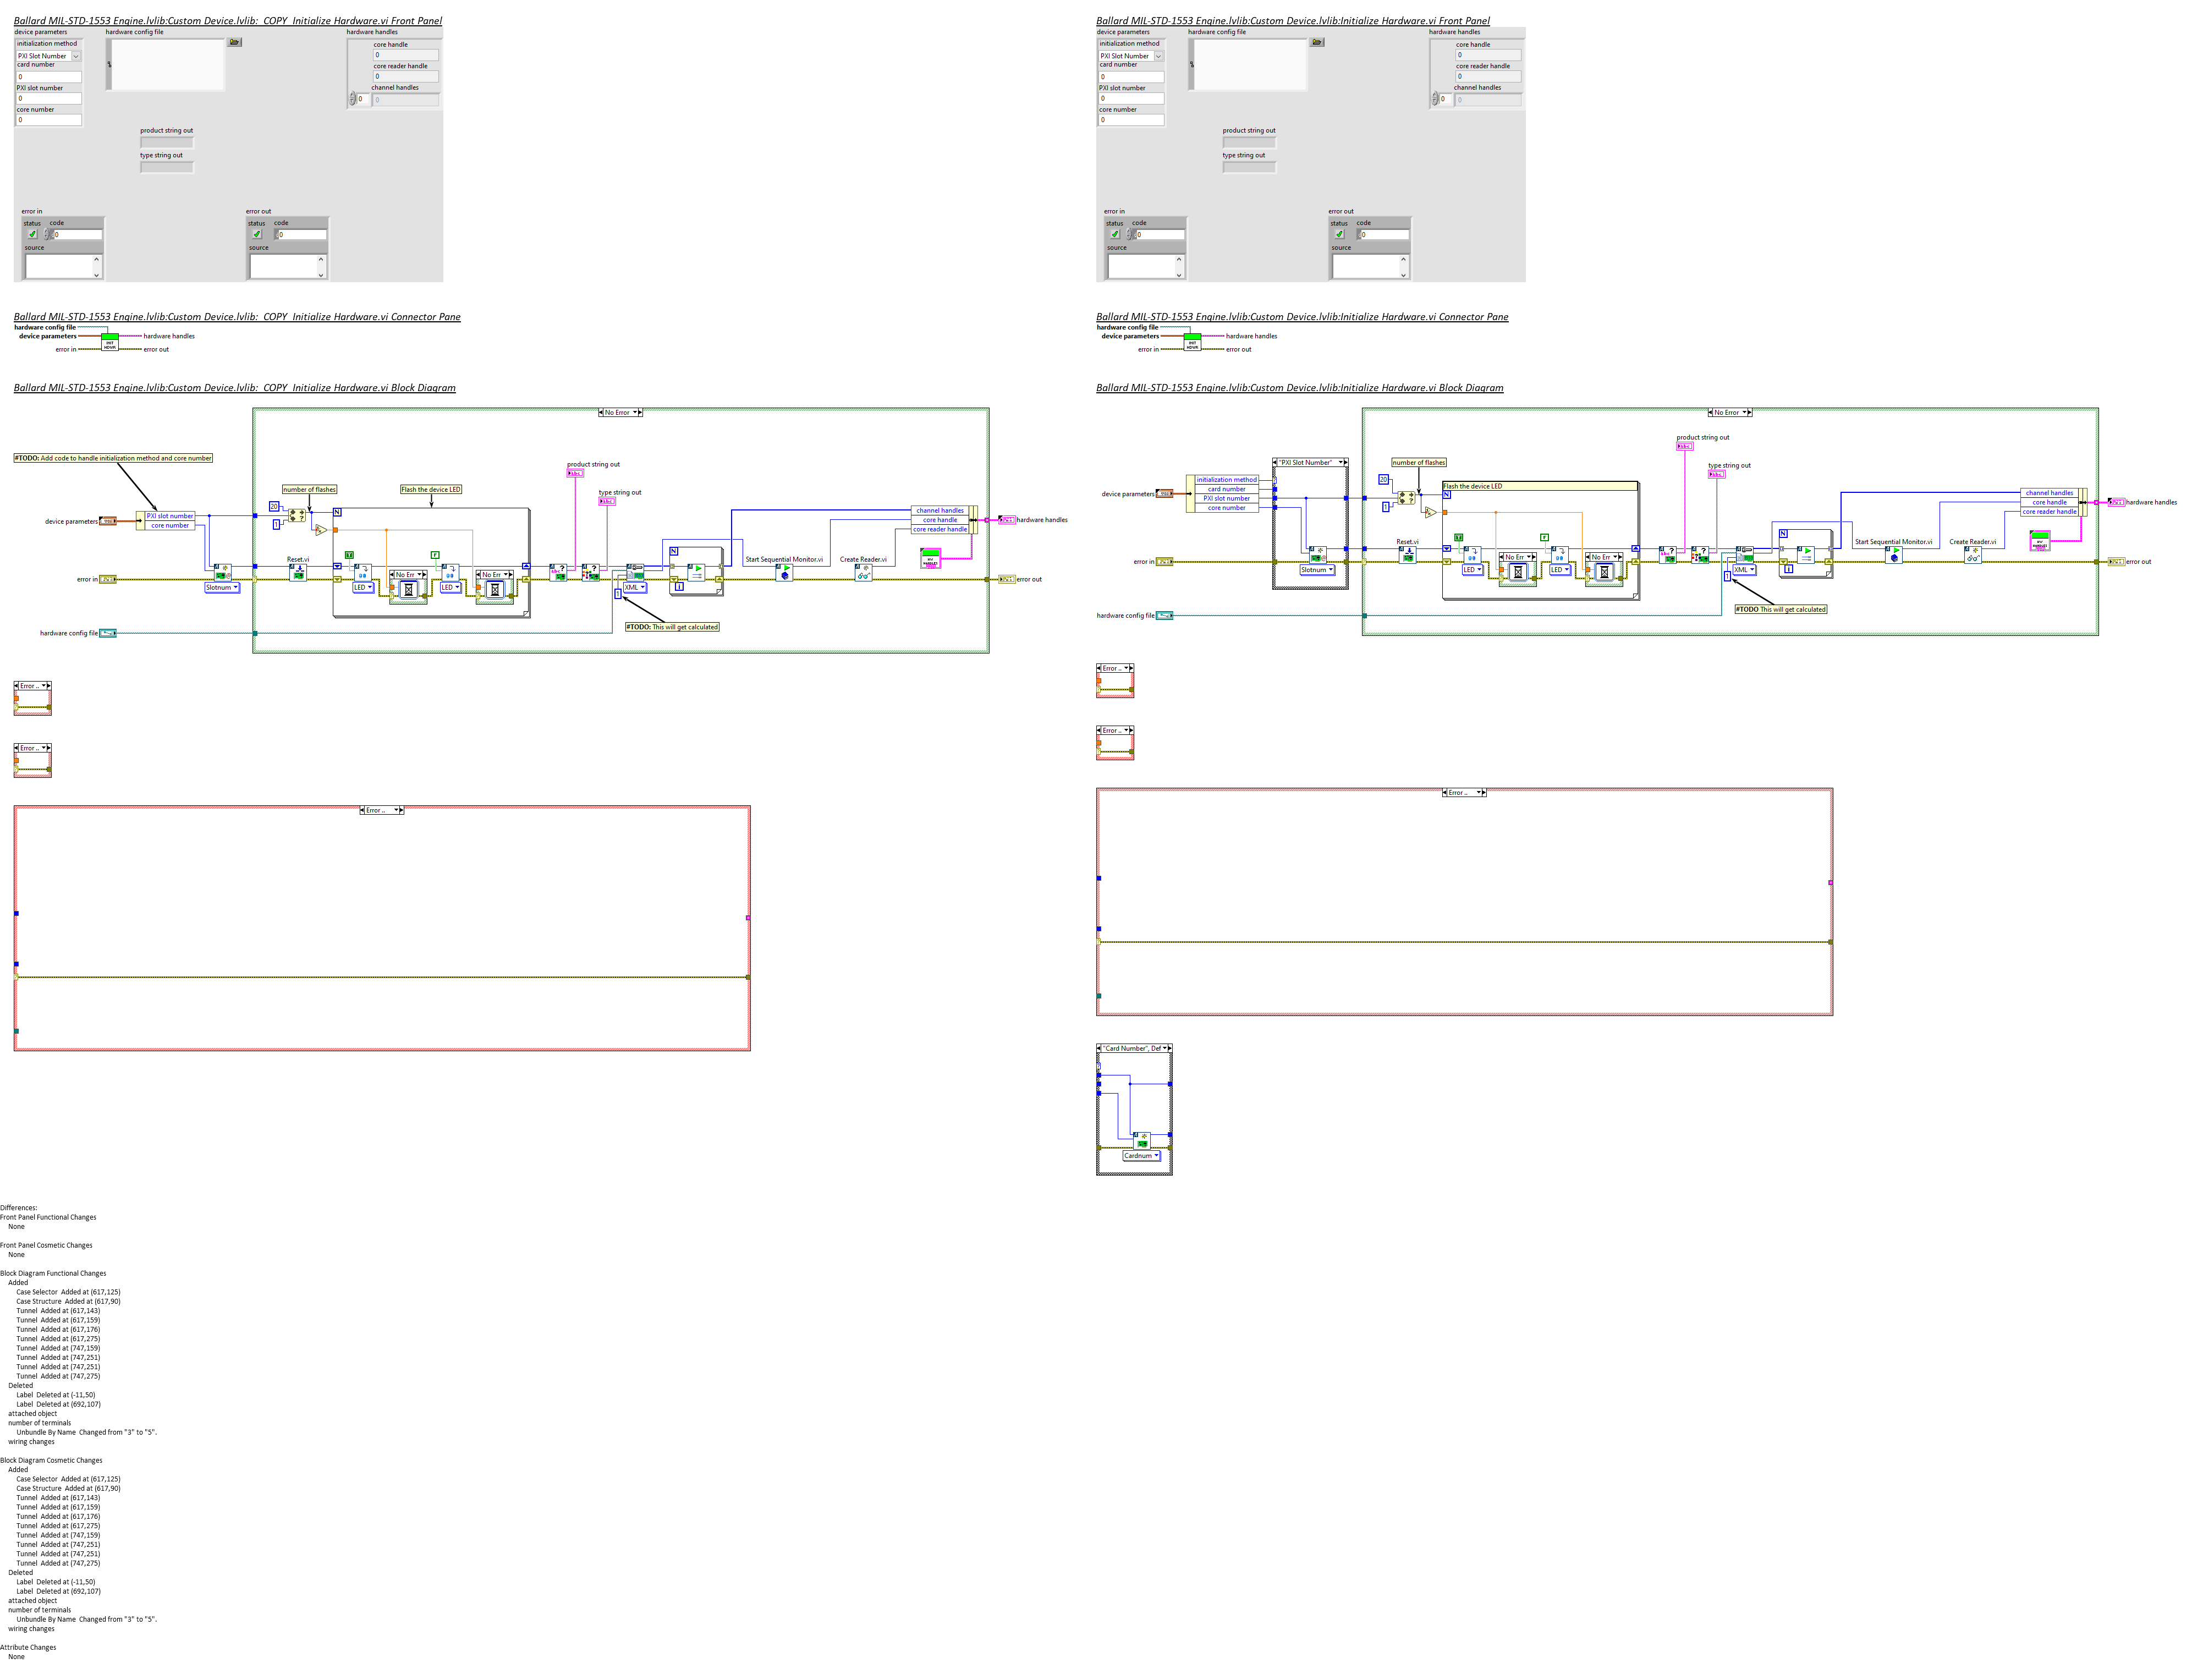 Ballard MIL-STD-1553 Engine.lvlib:Custom Device.lvlib:_COPY_Initialize Hardware.vi Front Panel
device parameters
initialization method
PXI Slot Number
card number
0
PXI slot number
0
core number
0
hardware config file
hardware handles
core handle
0
core reader handle
0
channel handles
0
0
product string out
type string out
error in
status code
0
source
error out
status code
0
source
Ballard MIL-STD-1553 Engine.lvlib:Custom Device.lvlib:Initialize Hardware.vi Front Panel
device parameters
initialization method
PXI Slot Number
card number
0
PXI slot number
0
core number
0
hardware config file
hardware handles
core handle
0
core reader handle
0
channel handles
0
0
product string out
type string out
error in
status code
0
source
error out
status code
0
source
Ballard MIL-STD-1553 Engine.lvlib:Custom Device.lvlib:_COPY_Initialize Hardware.vi Connector Pane
hardware config file
device parameters
hardware handles
error in
error out
Ballard MIL-STD-1553 Engine.lvlib:Custom Device.lvlib:Initialize Hardware.vi Connector Pane
hardware config file
device parameters
hardware handles
error in
error out
Ballard MIL-STD-1553 Engine.lvlib:Custom Device.lvlib:_COPY_Initialize Hardware.vi Block Diagram
No Error
#TODO: Add code to handle initialization method and core number
product string out
number of flashes
Flash the device LED
type string out
20
N
1
PXI slot number
core number
device parameters
channel handles
core handle
core reader handle
hardware handles
Reset.vi
Start Sequential Monitor.vi
Create Reader.vi
N
No Err
No Err
error in
error out
Slotnum
LED
LED
XML
i
1
#TODO: This will get calculated
hardware config file
Error ..
Error ..
Error ..
Ballard MIL-STD-1553 Engine.lvlib:Custom Device.lvlib:Initialize Hardware.vi Block Diagram
No Error
product string out
"PXI Slot Number"
number of flashes
type string out
initialization method
card number
PXI slot number
core number
20
Flash the device LED
device parameters
N
1
channel handles
core handle
core reader handle
hardware handles
Reset.vi
Start Sequential Monitor.vi
Create Reader.vi
N
No Err
No Err
error in
error out
Slotnum
LED
LED
XML
i
1
#TODO This will get calculated
hardware config file
Error ..
Error ..
Error ..
"Card Number", Def
Cardnum
Differences:
Front Panel Functional Changes
None
Front Panel Cosmetic Changes
None
Block Diagram Functional Changes
Added
Case Selector Added at (617,125)
Case Structure Added at (617,90)
Tunnel Added at (617,143)
Tunnel Added at (617,159)
Tunnel Added at (617,176)
Tunnel Added at (617,275)
Tunnel Added at (747,159)
Tunnel Added at (747,251)
Tunnel Added at (747,251)
Tunnel Added at (747,275)
Deleted
Label Deleted at (-11,50)
Label Deleted at (692,107)
attached object
number of terminals
Unbundle By Name Changed from "3" to "5".
wiring changes
Block Diagram Cosmetic Changes
Added
Case Selector Added at (617,125)
Case Structure Added at (617,90)
Tunnel Added at (617,143)
Tunnel Added at (617,159)
Tunnel Added at (617,176)
Tunnel Added at (617,275)
Tunnel Added at (747,159)
Tunnel Added at (747,251)
Tunnel Added at (747,251)
Tunnel Added at (747,275)
Deleted
Label Deleted at (-11,50)
Label Deleted at (692,107)
attached object
number of terminals
Unbundle By Name Changed from "3" to "5".
wiring changes
Attribute Changes
None